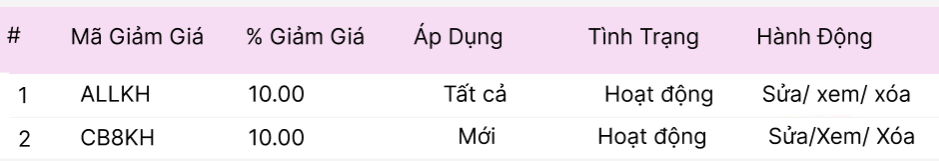 # Mã Giảm Giá % Giảm Giá Áp Dụng Tình Trạng Hành Động
1 ALLKH 10.00 Tất cả Hoạt động Sửa/ xem/ xóa
2 CB8KH 10.00 Mới Hoạt động Sửa/Xem/ Xóa